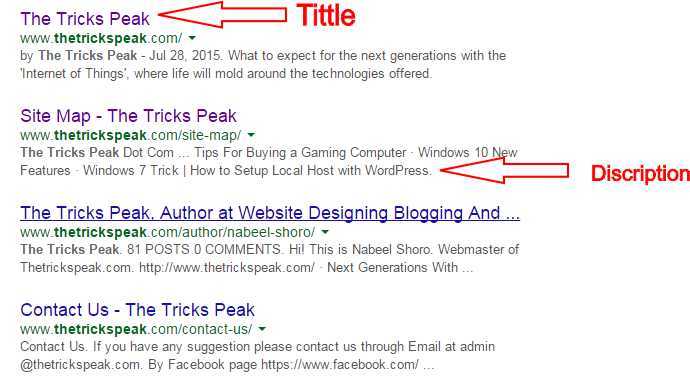 The Tricks Peak
Tittle
www.thetrickspeak.com/
by The Tricks Peak - Jul 28, 2015. What to expect for the next generations with the
'Internet of Things', where life will mold around the technologies offered.
Site Map - The Tricks Peak
www.thetrickspeak.com/site-map/
The Tricks Peak Dot Com ... Tips For Buying a Gaming Computer · Windows 10 New
Features · Windows 7 Trick | How to Setup Local Host with WordPress.
Discription
The Tricks Peak, Author at Website Designing Blogging And ...
www.thetrickspeak.com/author/nabeel-shoro/
The Tricks Peak. 81 POSTS 0 COMMENTS. Hi! This is Nabeel Shoro. Webmaster of
Thetrickspeak.com. http://www.thetrickspeak.com/ · Next Generations With ...
Contact Us - The Tricks Peak
www.thetrickspeak.com/contact-us/
Contact Us. If you have any suggestion please contact us through Email at admin
@thetrickspeak.com. By Facebook page https://www.facebook.com/ ...